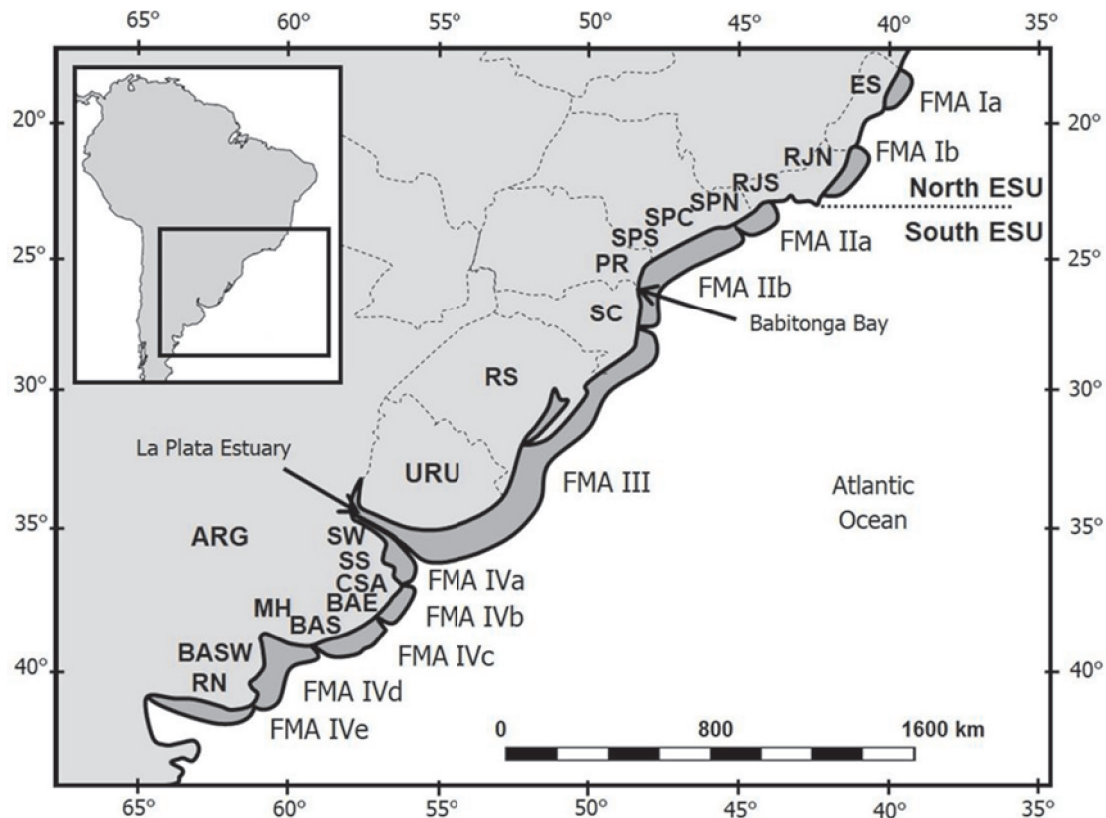 65° 60° 55° 50° 45° 40° 35°
ES
FMA Ia
20° 20°
RJN
FMA Ib
RJS
North ESU
SPN
SPC
South ESU
SPS
FMA IIa
PR
25° 25°
FMA IIb
SC
Babitonga Bay
RS
30° 30°
La Plata Estuary
URU
FMA III
Atlantic
Ocean
35° 35°
ARG
SW
SS
CSA
FMA IVa
MH
BAE
FMA IVb
BAS
BASW
FMA IVc
RN
40° 40°
FMA IVd
FMA IVe
0 800 1600 km
65° 60° 55° 50° 45° 40° 35°